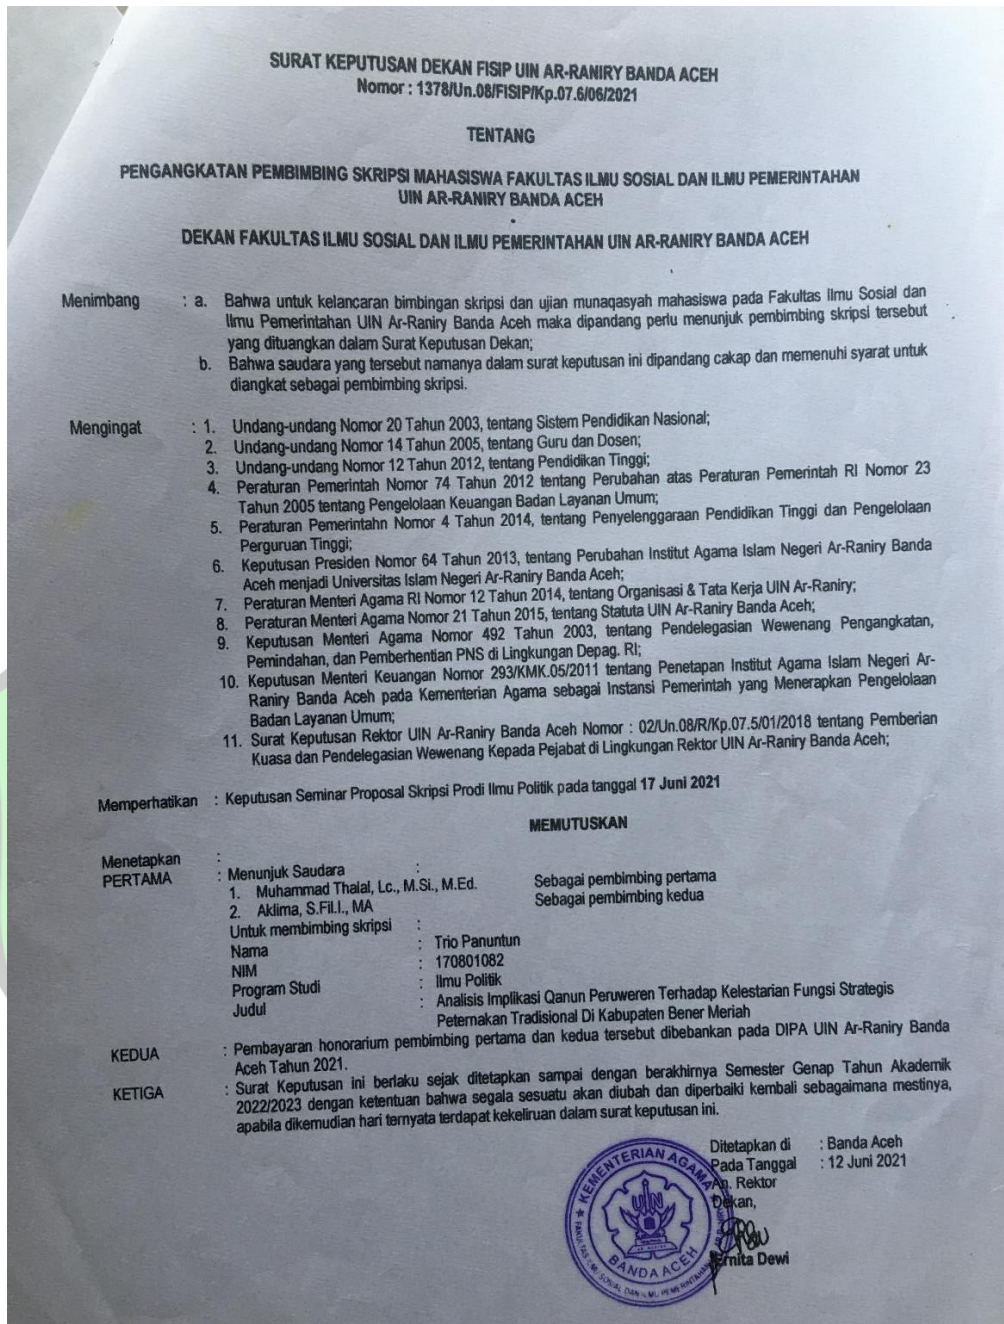 SURAT KEPUTUSAN DEKAN FISIP UIN AR-RANIRY BANDA ACEH
Nomor : 1378/Un.08/FISIP/Kp.07.6/06/2021
TENTANG
PENGANGKATAN PEMBIMBING SKRIPSI MAHASISWA FAKULTAS ILMU SOSIAL DAN ILMU PEMERINTAHAN
UIN AR-RANIRY BANDA ACEH
DEKAN FAKULTAS ILMU SOSIAL DAN ILMU PEMERINTAHAN UIN AR-RANIRY BANDA ACEH
Menimbang : a. Bahwa untuk kelancaran bimbingan skripsi dan ujian munaqasyah mahasiswa pada Fakultas Ilmu Sosial dan
Ilmu Pemerintahan UIN Ar-Raniry Banda Aceh maka dipandang perlu menunjuk pembimbing skripsi tersebut
yang dituangkan dalam Surat Keputusan Dekan;
b. Bahwa saudara yang tersebut namanya dalam surat keputusan ini dipandang cakap dan memenuhi syarat untuk
diangkat sebagai pembimbing skripsi.
Mengingat : 1. Undang-undang Nomor 20 Tahun 2003, tentang Sistem Pendidikan Nasional;
2. Undang-undang Nomor 14 Tahun 2005, tentang Guru dan Dosen;
3. Undang-undang Nomor 12 Tahun 2012, tentang Pendidikan Tinggi;
4. Peraturan Pemerintah Nomor 74 Tahun 2012 tentang Perubahan atas Peraturan Pemerintah RI Nomor 23
Tahun 2005 tentang Pengelolaan Keuangan Badan Layanan Umum;
5. Peraturan Pemerintahn Nomor 4 Tahun 2014, tentang Penyelenggaraan Pendidikan Tinggi dan Pengelolaan
Perguruan Tinggi;
6. Keputusan Presiden Nomor 64 Tahun 2013, tentang Perubahan Institut Agama Islam Negeri Ar-Raniry Banda
Aceh menjadi Universitas Islam Negeri Ar-Raniry Banda Aceh;
7. Peraturan Menteri Agama RI Nomor 12 Tahun 2014, tentang Organisasi & Tata Kerja UIN Ar-Raniry;
8. Peraturan Menteri Agama Nomor 21 Tahun 2015, tentang Statuta UIN Ar-Raniry Banda Aceh;
9. Keputusan Menteri Agama Nomor 492 Tahun 2003, tentang Pendelegasian Wewenang Pengangkatan,
Pemindahan, dan Pemberhentian PNS di Lingkungan Depag. RI;
10. Keputusan Menteri Keuangan Nomor 293/KMK.05/2011 tentang Penetapan Institut Agama Islam Negeri Ar-
Raniry Banda Aceh pada Kementerian Agama sebagai Instansi Pemerintah yang Menerapkan Pengelolaan
Badan Layanan Umum;
11. Surat Keputusan Rektor UIN Ar-Raniry Banda Aceh Nomor : 02/Un.08/R/Kp.07.5/01/2018 tentang Pemberian
Kuasa dan Pendelegasian Wewenang Kepada Pejabat di Lingkungan Rektor UIN Ar-Raniry Banda Aceh;
Memperhatikan : Keputusan Seminar Proposal Skripsi Prodi Ilmu Politik pada tanggal 17 Juni 2021
MEMUTUSKAN
Menetapkan :
PERTAMA : Menunjuk Saudara :
1. Muhammad Thalal, Lc., M.Si., M.Ed. Sebagai pembimbing pertama
2. Aklima, S.Fil.I., MA Sebagai pembimbing kedua
Untuk membimbing skripsi :
Nama : Trio Panuntun
NIM : 170801082
Program Studi : Ilmu Politik
Judul : Analisis Implikasi Qanun Peruweren Terhadap Kelestarian Fungsi Strategis
Peternakan Tradisional Di Kabupaten Bener Meriah
KEDUA : Pembayaran honorarium pembimbing pertama dan kedua tersebut dibebankan pada DIPA UIN Ar-Raniry Banda
Aceh Tahun 2021.
KETIGA : Surat Keputusan ini berlaku sejak ditetapkan sampai dengan berakhirnya Semester Genap Tahun Akademik
2022/2023 dengan ketentuan bahwa segala sesuatu akan diubah dan diperbaiki kembali sebagaimana mestinya,
apabila dikemudian hari ternyata terdapat kekeliruan dalam surat keputusan ini.
Ditetapkan di : Banda Aceh
Pada Tanggal : 12 Juni 2021
An. Rektor
Dekan,
Ernita Dewi
KEMENTERIAN AGAMA
UIN
BANDA ACEH
FAKULTAS ILMU SOSIAL DAN ILMU PEMERINTAHAN